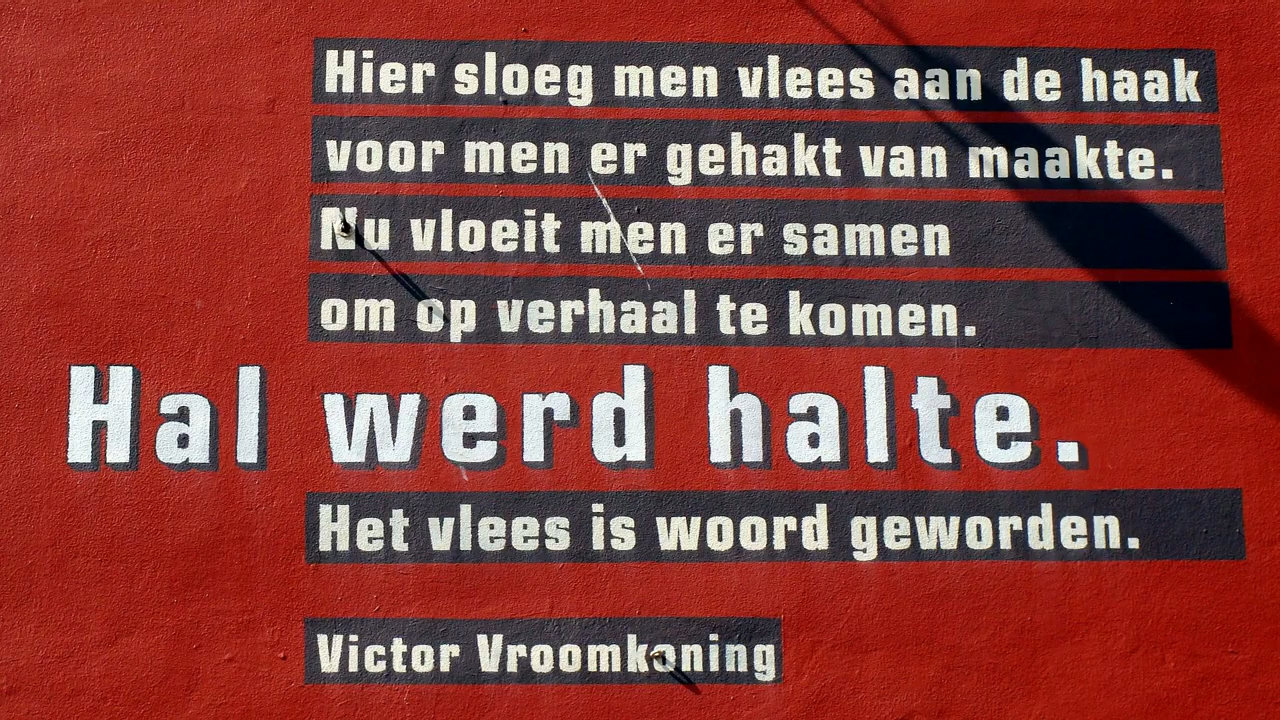 Hier sloeg men vlees aan de haak
voor men er gehakt van maakte.
Nu vloeit men er samen
om op verhaal te komen.
Hal werd halte.
Het vlees is woord geworden.
Victor Vroomkoning